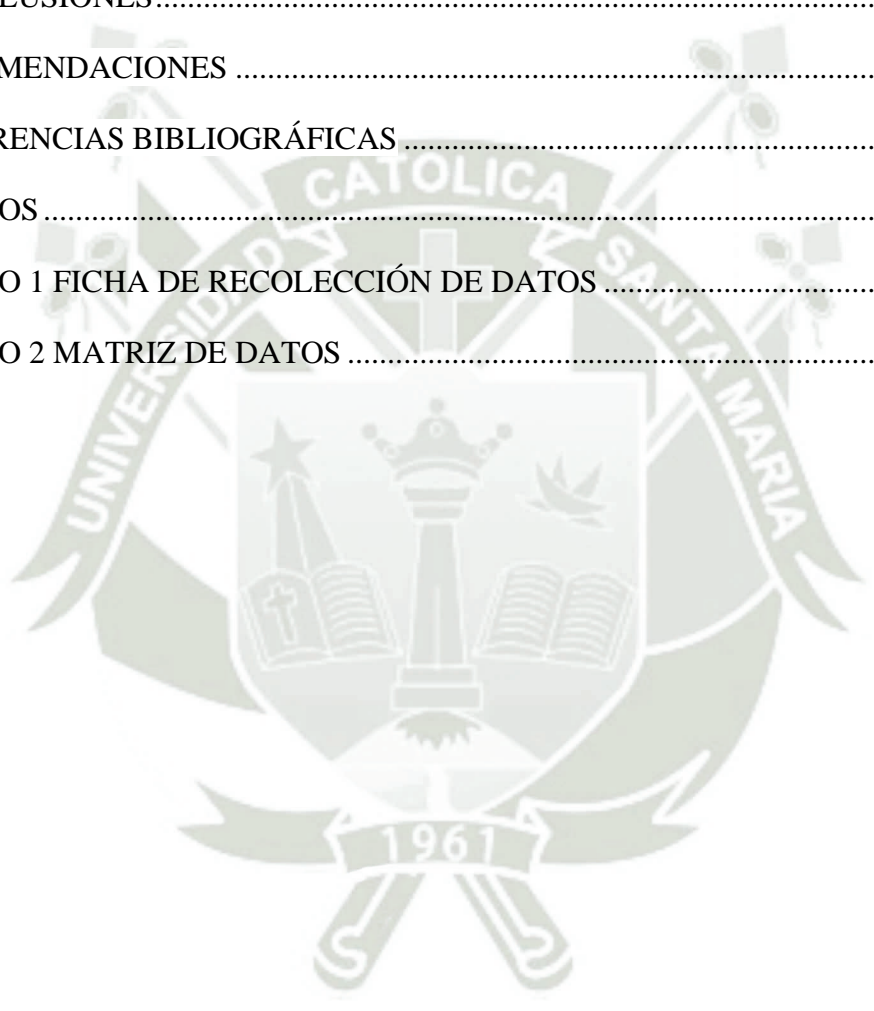 LUSIONES
MENDACIONES
RENCIAS BIBLIOGRÁFICAS
OS
O 1 FICHA DE RECOLECCIÓN DE DATOS
O 2 MATRIZ DE DATOS
UNIVERSIDAD CATOLICA SANTA MARIA
1961